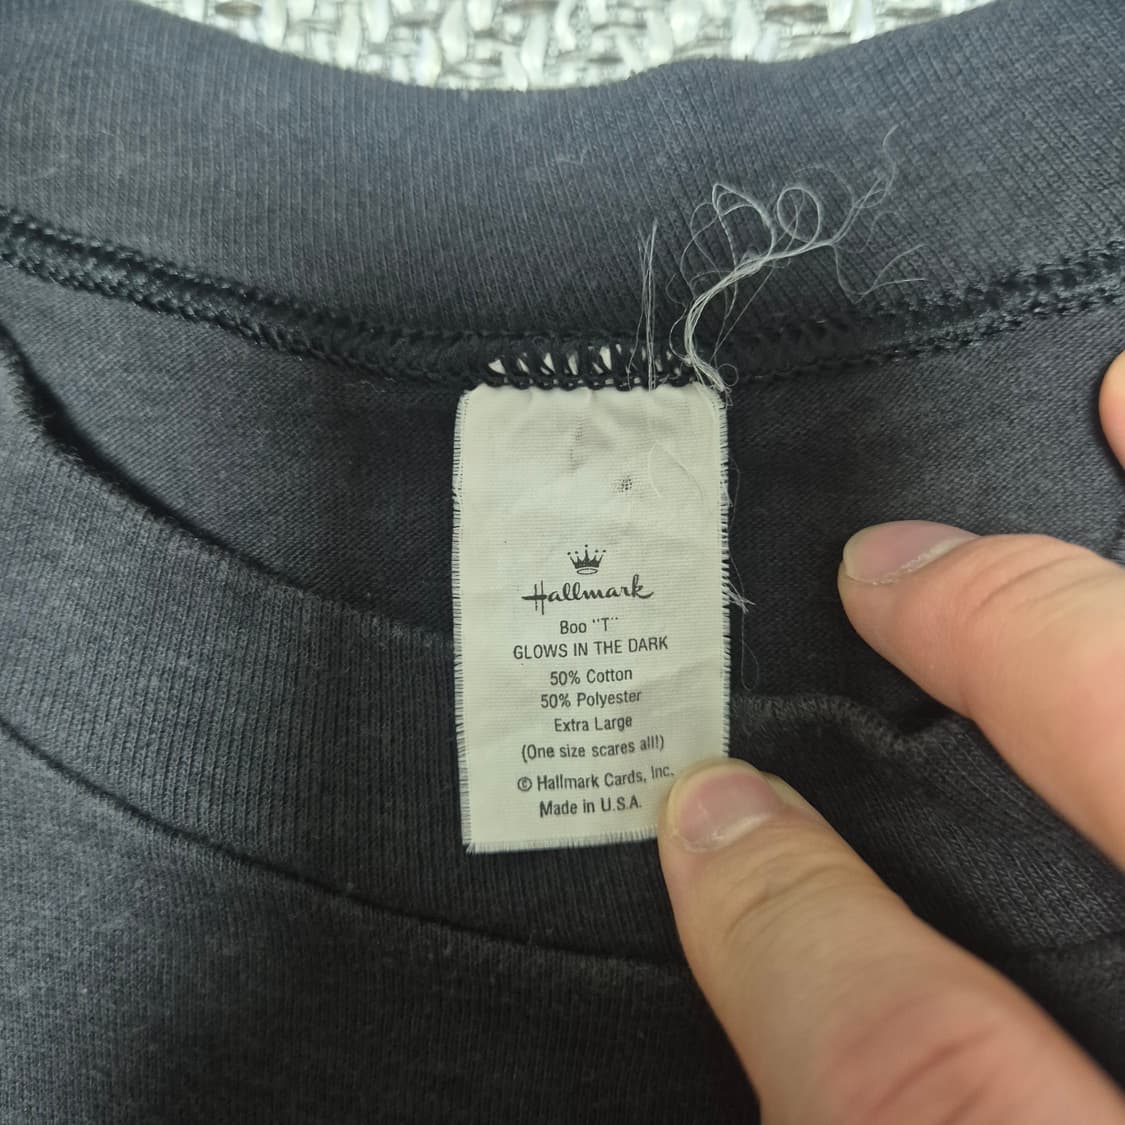 Hallmark
Boo "T"
GLOWS IN THE DARK
50% Cotton
50% Polyester
Extra Large
(One size scares all!)
© Hallmark Cards, Inc.
Made in U.S.A.